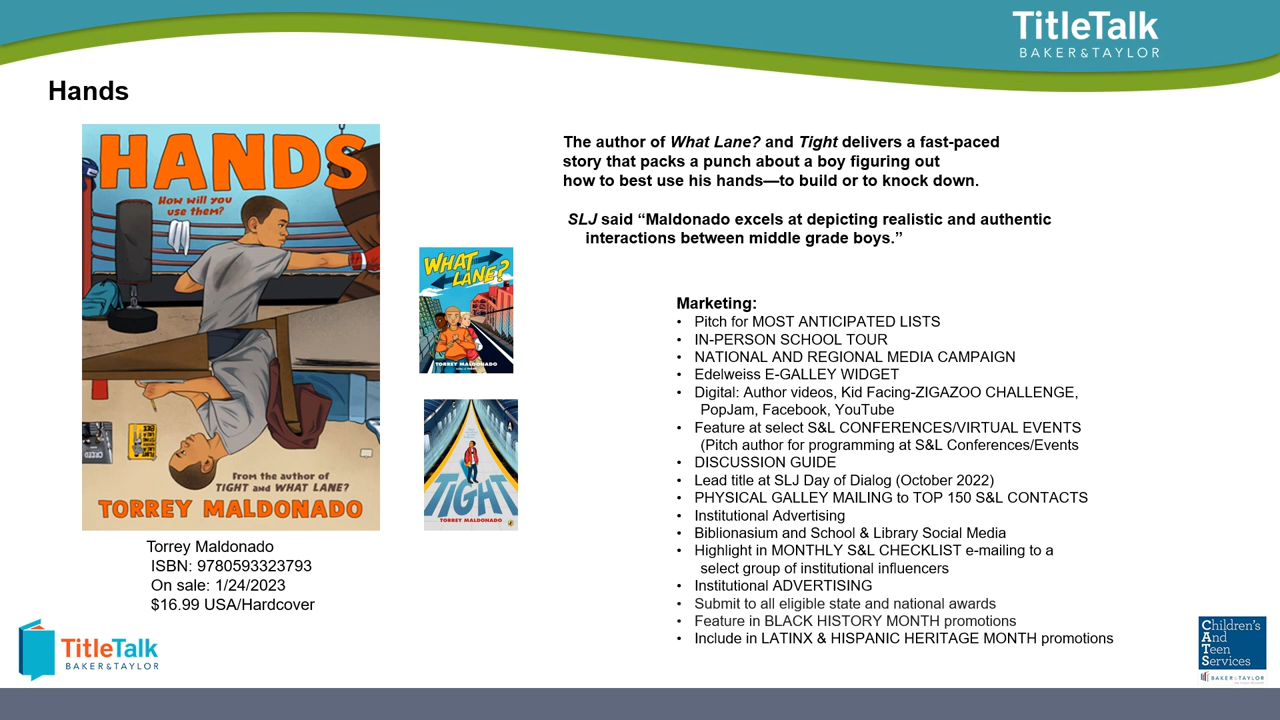 TitleTalk
BAKER & TAYLOR
Hands
HANDS
How will you
use them?
from the author of
TIGHT and WHAT LANE?
TORREY MALDONADO
WHAT
LANE?
TORREY MALDONADO
TIGHT
TORREY MALDONADO
The author of What Lane? and Tight delivers a fast-paced
story that packs a punch about a boy figuring out
how to best use his hands—to build or to knock down.
SLJ said “Maldonado excels at depicting realistic and authentic
interactions between middle grade boys.”
Marketing:
• Pitch for MOST ANTICIPATED LISTS
• IN-PERSON SCHOOL TOUR
• NATIONAL AND REGIONAL MEDIA CAMPAIGN
• Edelweiss E-GALLEY WIDGET
• Digital: Author videos, Kid Facing-ZIGAZOO CHALLENGE,
PopJam, Facebook, YouTube
• Feature at select S&L CONFERENCES/VIRTUAL EVENTS
(Pitch author for programming at S&L Conferences/Events
• DISCUSSION GUIDE
• Lead title at SLJ Day of Dialog (October 2022)
• PHYSICAL GALLEY MAILING to TOP 150 S&L CONTACTS
• Institutional Advertising
• Biblionasium and School & Library Social Media
• Highlight in MONTHLY S&L CHECKLIST e-mailing to a
select group of institutional influencers
• Institutional ADVERTISING
• Submit to all eligible state and national awards
• Feature in BLACK HISTORY MONTH promotions
• Include in LATINX & HISPANIC HERITAGE MONTH promotions
Torrey Maldonado
ISBN: 9780593323793
On sale: 1/24/2023
$16.99 USA/Hardcover
TitleTalk
BAKER & TAYLOR
Children's
And
Teen
Services
BAKER & TAYLOR